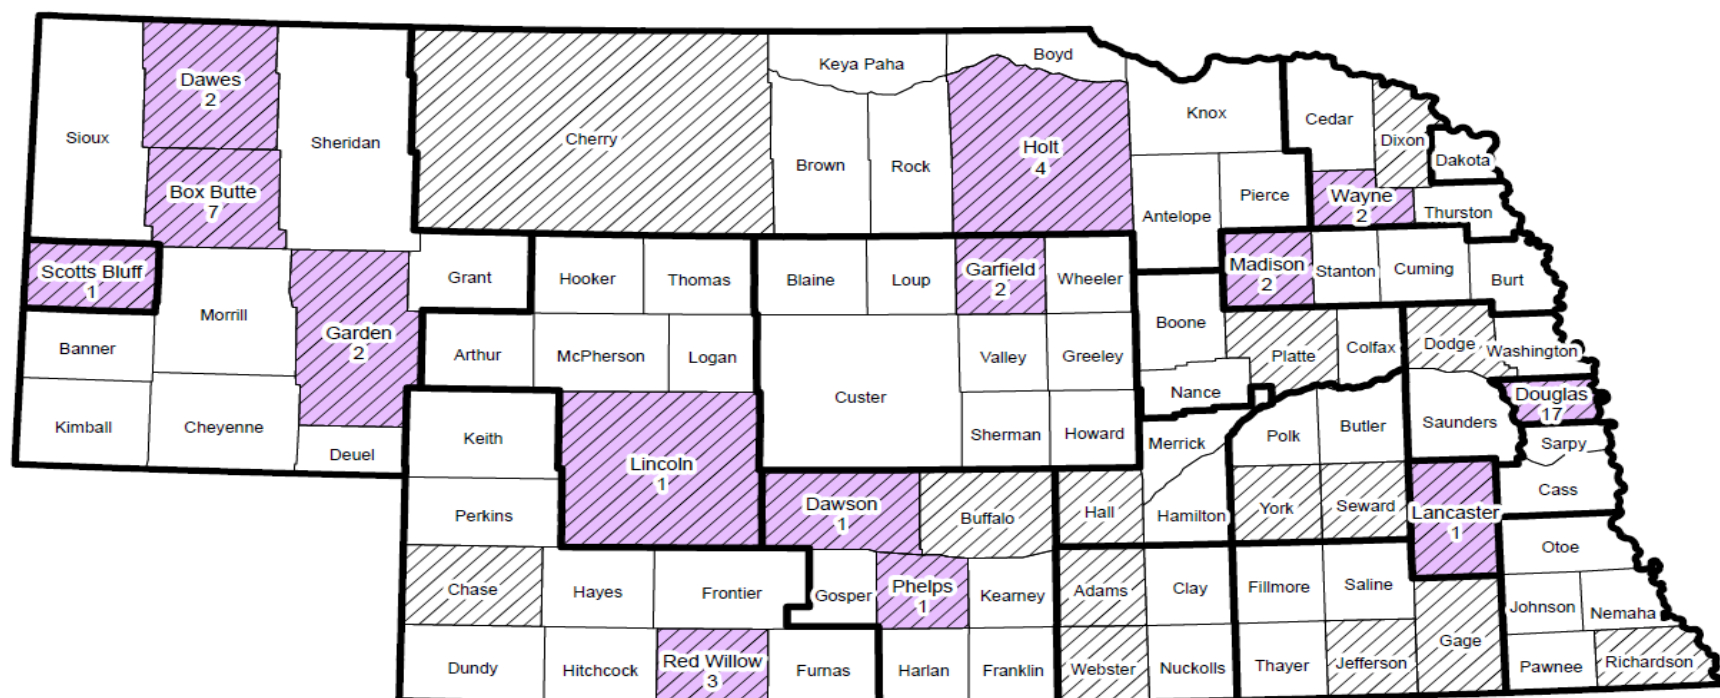 Sioux
Dawes
2
Sheridan
Box Butte
7
Cherry
Keya Paha
Boyd
Brown
Rock
Holt
4
Knox
Cedar
Dixon
Dakota
Antelope
Pierce
Wayne
2
Thurston
Scotts Bluff
1
Morrill
Garden
2
Grant
Hooker
Thomas
Blaine
Loup
Garfield
2
Wheeler
Madison
2
Stanton
Cuming
Burt
Banner
Arthur
McPherson
Logan
Custer
Valley
Greeley
Boone
Platte
Colfax
Dodge
Washington
Nance
Kimball
Cheyenne
Deuel
Keith
Lincoln
1
Sherman
Howard
Merrick
Polk
Butler
Saunders
Douglas
17
Sarpy
Perkins
Dawson
1
Buffalo
Hall
Hamilton
York
Seward
Lancaster
1
Cass
Otoe
Chase
Hayes
Frontier
Gosper
Phelps
1
Kearney
Adams
Clay
Fillmore
Saline
Johnson
Nemaha
Dundy
Hitchcock
Red Willow
3
Furnas
Harlan
Franklin
Webster
Nuckolls
Thayer
Jefferson
Gage
Pawnee
Richardson